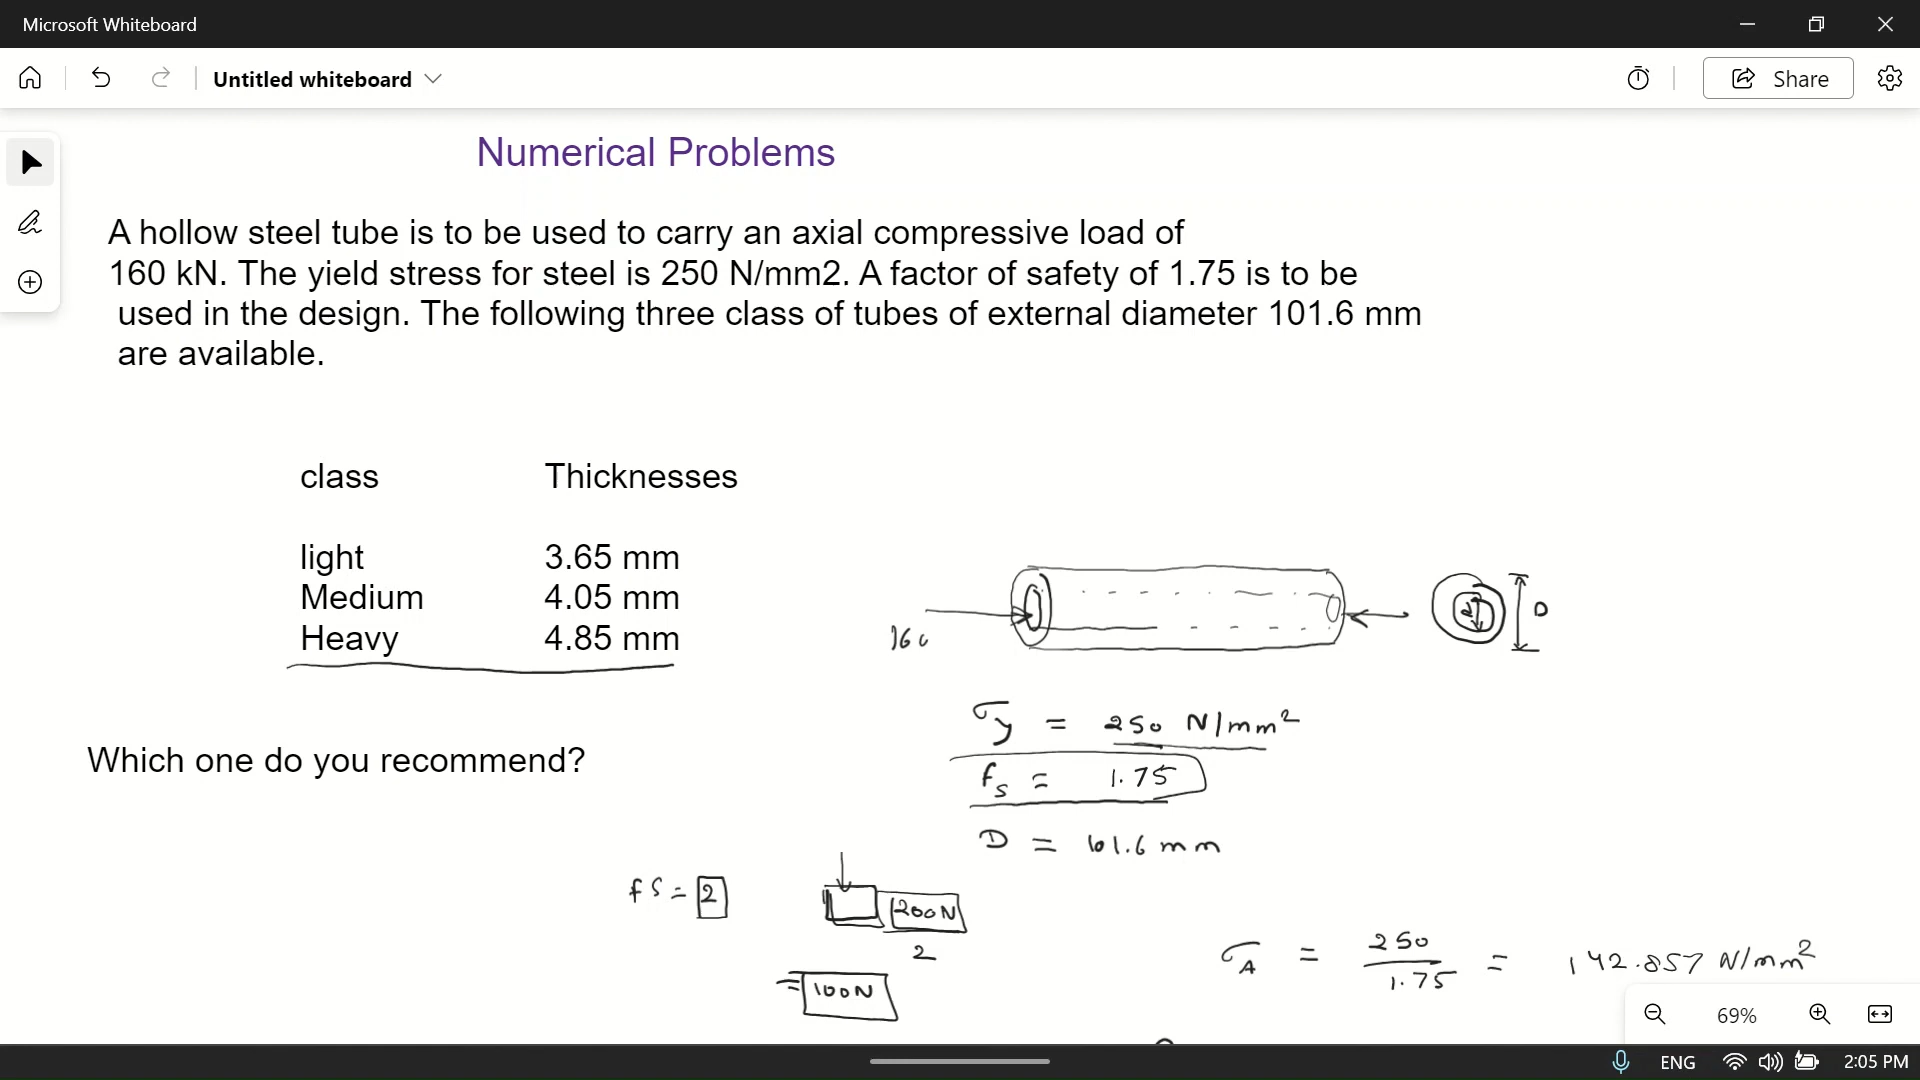 Microsoft Whiteboard
Untitled whiteboard
Share
Numerical Problems
A hollow steel tube is to be used to carry an axial compressive load of
160 kN. The yield stress for steel is 250 N/mm2. A factor of safety of 1.75 is to be
used in the design. The following three class of tubes of external diameter 101.6 mm
are available.
class Thicknesses
light 3.65 mm
Medium 4.05 mm
Heavy 4.85 mm
160
d D
σy = 250 N/mm²
Which one do you recommend?
fs = 1.75
D = 101.6 mm
fs = 2
200N
2
= 100N
σA = 250/1.75 = 142.857 N/mm²
69%
ENG 2:05 PM